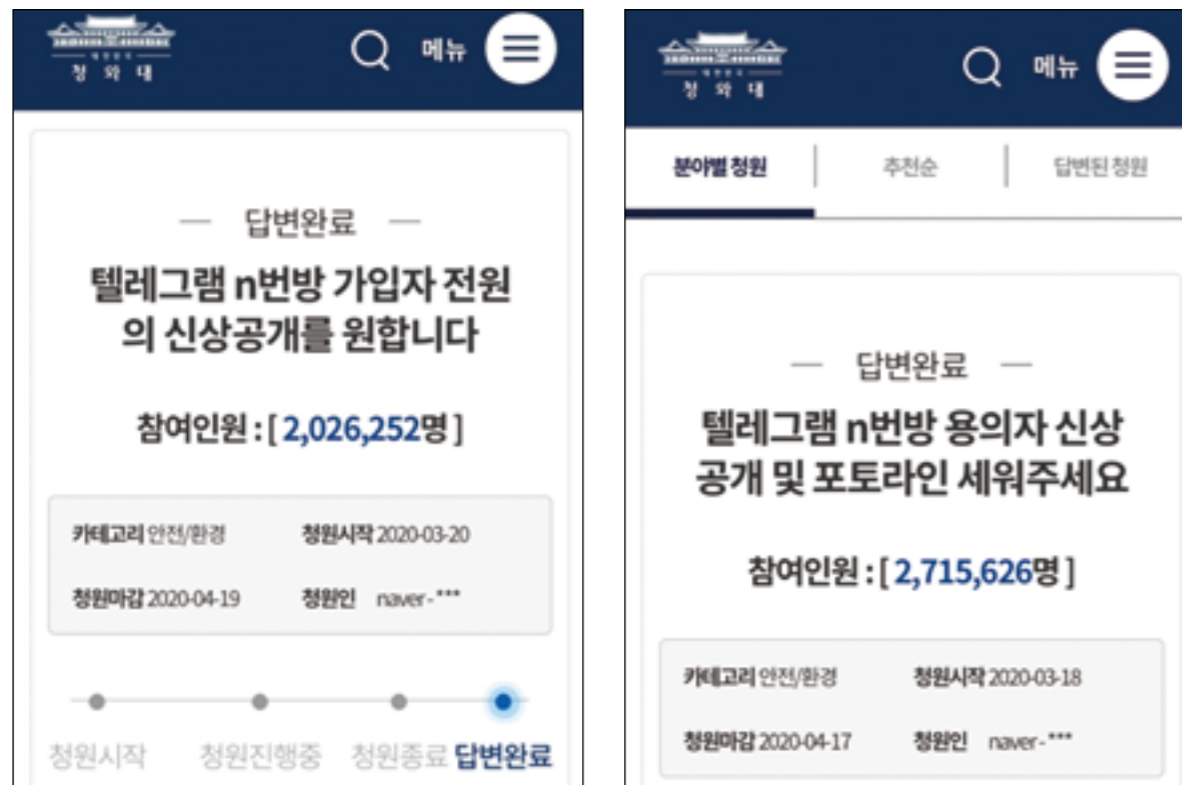 대한민국
청와대
메뉴
답변완료
텔레그램 n번방 가입자 전원
의 신상공개를 원합니다
참여인원 : [ 2,026,252명 ]
카테고리 안전/환경 청원시작 2020-03-20
청원마감 2020-04-19 청원인 naver - ***
청원시작 청원진행중 청원종료 답변완료
대한민국
청와대
메뉴
분야별 청원 추천순 답변된 청원
답변완료
텔레그램 n번방 용의자 신상
공개 및 포토라인 세워주세요
참여인원 : [ 2,715,626명 ]
카테고리 안전/환경 청원시작 2020-03-18
청원마감 2020-04-17 청원인 naver - ***